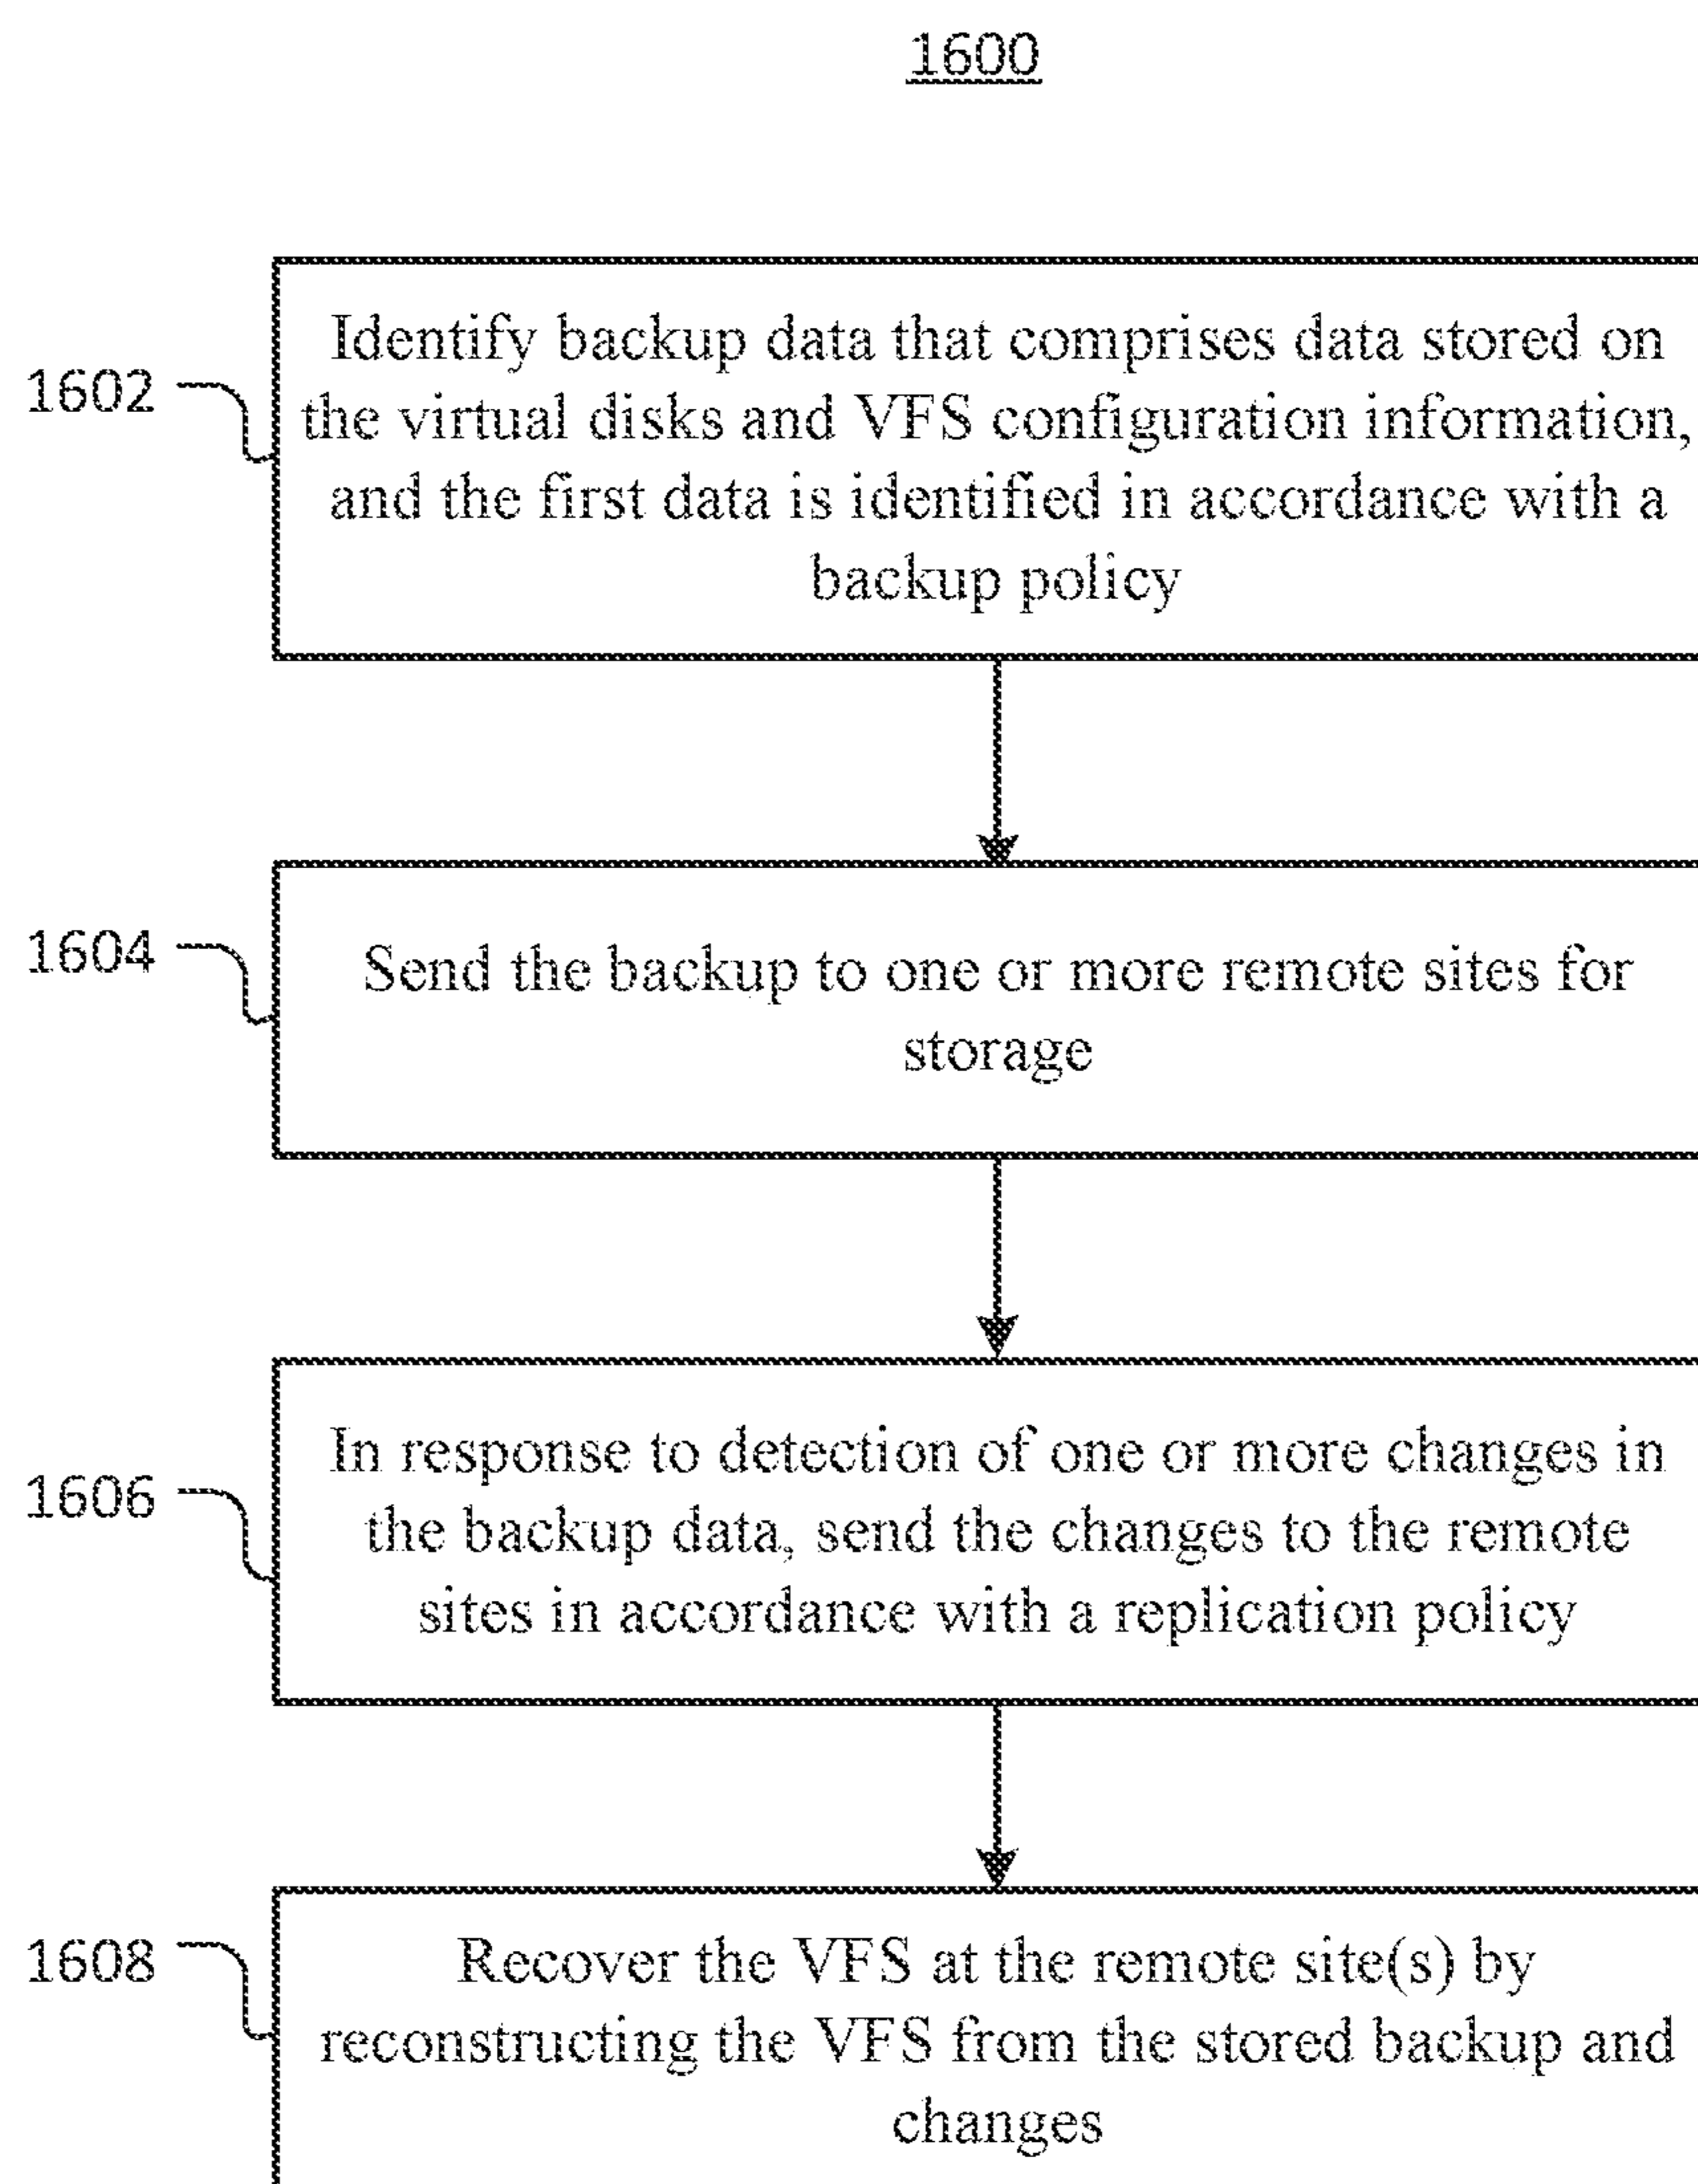 1600
1602
Identify backup data that comprises data stored on
the virtual disks and VFS configuration information,
and the first data is identified in accordance with a
backup policy
1604
Send the backup to one or more remote sites for
storage
1606
In response to detection of one or more changes in
the backup data, send the changes to the remote
sites in accordance with a replication policy
1608
Recover the VFS at the remote site(s) by
reconstructing the VFS from the stored backup and
changes